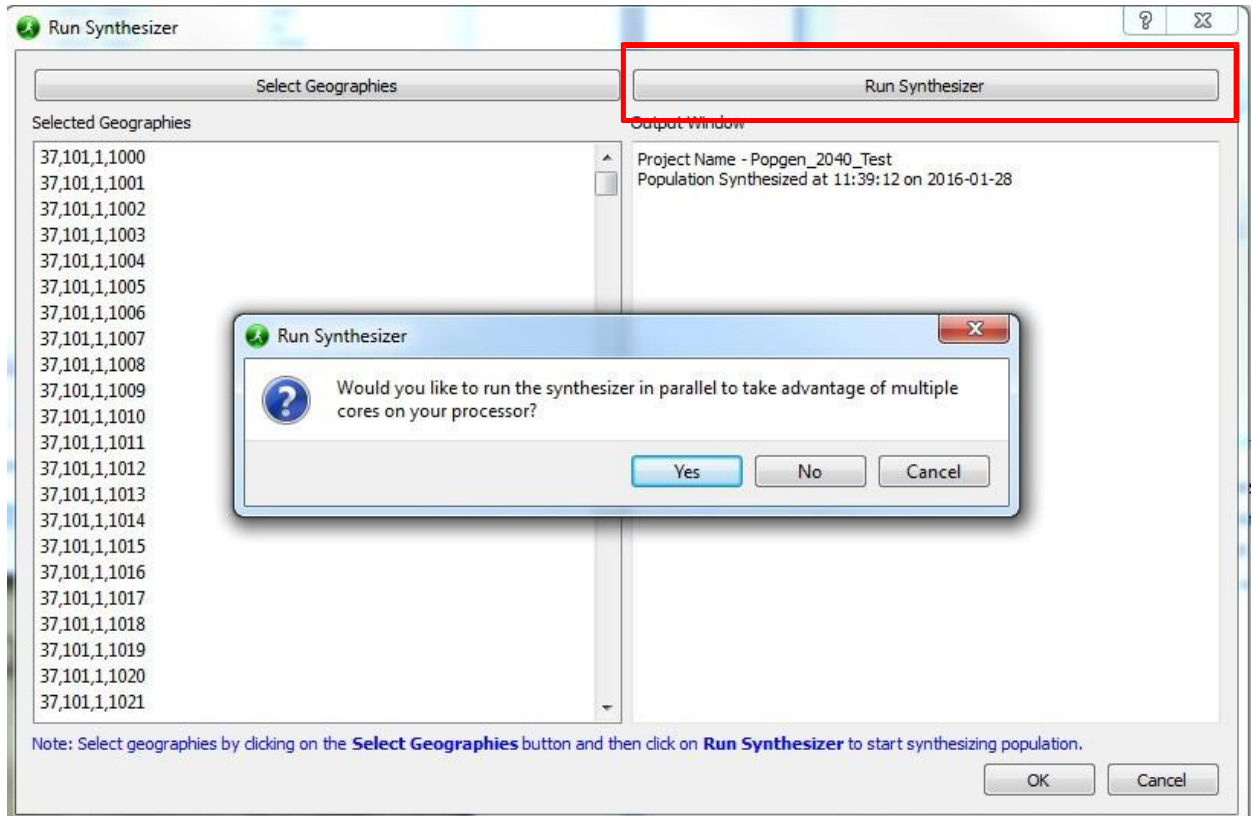 Run Synthesizer
Select Geographies
Run Synthesizer
Selected Geographies
Output Window
37,101,1,1000
37,101,1,1001
37,101,1,1002
37,101,1,1003
37,101,1,1004
37,101,1,1005
37,101,1,1006
37,101,1,1007
37,101,1,1008
37,101,1,1009
37,101,1,1010
37,101,1,1011
37,101,1,1012
37,101,1,1013
37,101,1,1014
37,101,1,1015
37,101,1,1016
37,101,1,1017
37,101,1,1018
37,101,1,1019
37,101,1,1020
37,101,1,1021
Project Name - Popgen_2040_Test
Population Synthesized at 11:39:12 on 2016-01-28
Run Synthesizer
Would you like to run the synthesizer in parallel to take advantage of multiple
cores on your processor?
Yes
No
Cancel
Note: Select geographies by clicking on the Select Geographies button and then click on Run Synthesizer to start synthesizing population.
OK
Cancel